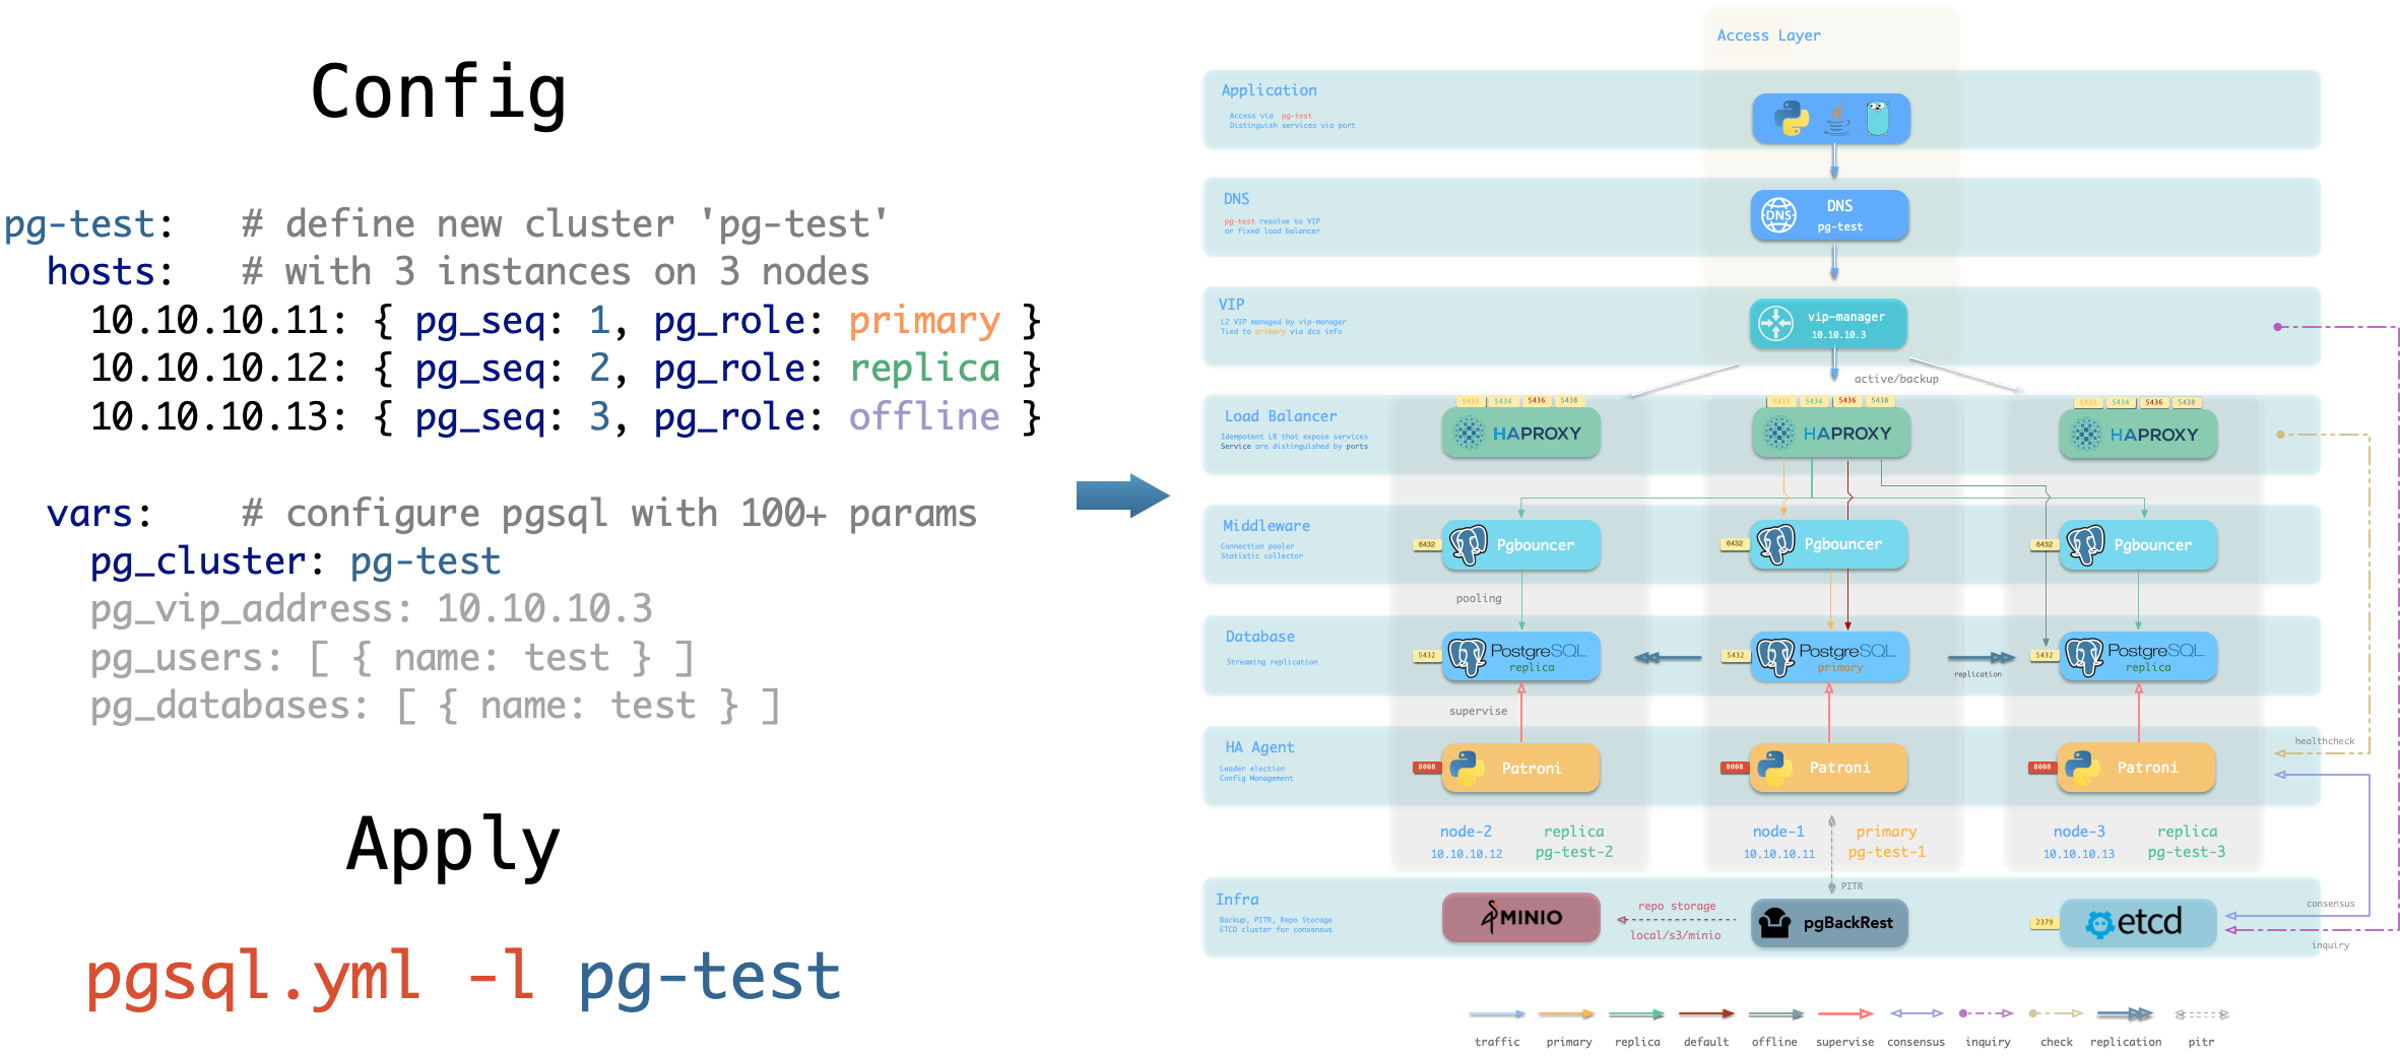 Config
pg-test:   # define new cluster 'pg-test'
  hosts:   # with 3 instances on 3 nodes
    10.10.10.11: { pg_seq: 1, pg_role: primary }
    10.10.10.12: { pg_seq: 2, pg_role: replica }
    10.10.10.13: { pg_seq: 3, pg_role: offline }
  vars:    # configure pgsql with 100+ params
    pg_cluster: pg-test
    pg_vip_address: 10.10.10.3
    pg_users: [ { name: test } ]
    pg_databases: [ { name: test } ]
Apply
pgsql.yml -l pg-test
Access Layer
Application
Access via pg-test
Distinguish services via port
DNS
pg-test resolve to VIP
or fixed load balancer
DNS
DNS
pg-test
VIP
L2 VIP managed by vip-manager
Tied to primary via dcs info
vip-manager
10.10.10.3
active/backup
Load Balancer
Idempotent LB that expose services
Service are distinguished by ports
5433 5434 5436 5438
HAPROXY
5433 5434 5436 5438
HAPROXY
5433 5434 5436 5438
HAPROXY
Middleware
Connection pooler
Statistic collector
6432 Pgbouncer
6432 Pgbouncer
6432 Pgbouncer
pooling
Database
Streaming replication
5432 PostgreSQL
replica
5432 PostgreSQL
primary
replication
5432 PostgreSQL
replica
supervise
HA Agent
Leader election
Config Management
8008 Patroni
8008 Patroni
8008 Patroni
healthcheck
node-2 replica
10.10.10.12 pg-test-2
node-1 primary
10.10.10.11 pg-test-1
node-3 replica
10.10.10.13 pg-test-3
PITR
Infra
Backup, PITR, Repo Storage
ETCD cluster for consensus
MINIO
repo storage
local/s3/minio
pgBackRest
2379 etcd
consensus
inquiry
traffic primary replica default offline supervise consensus inquiry check replication pitr